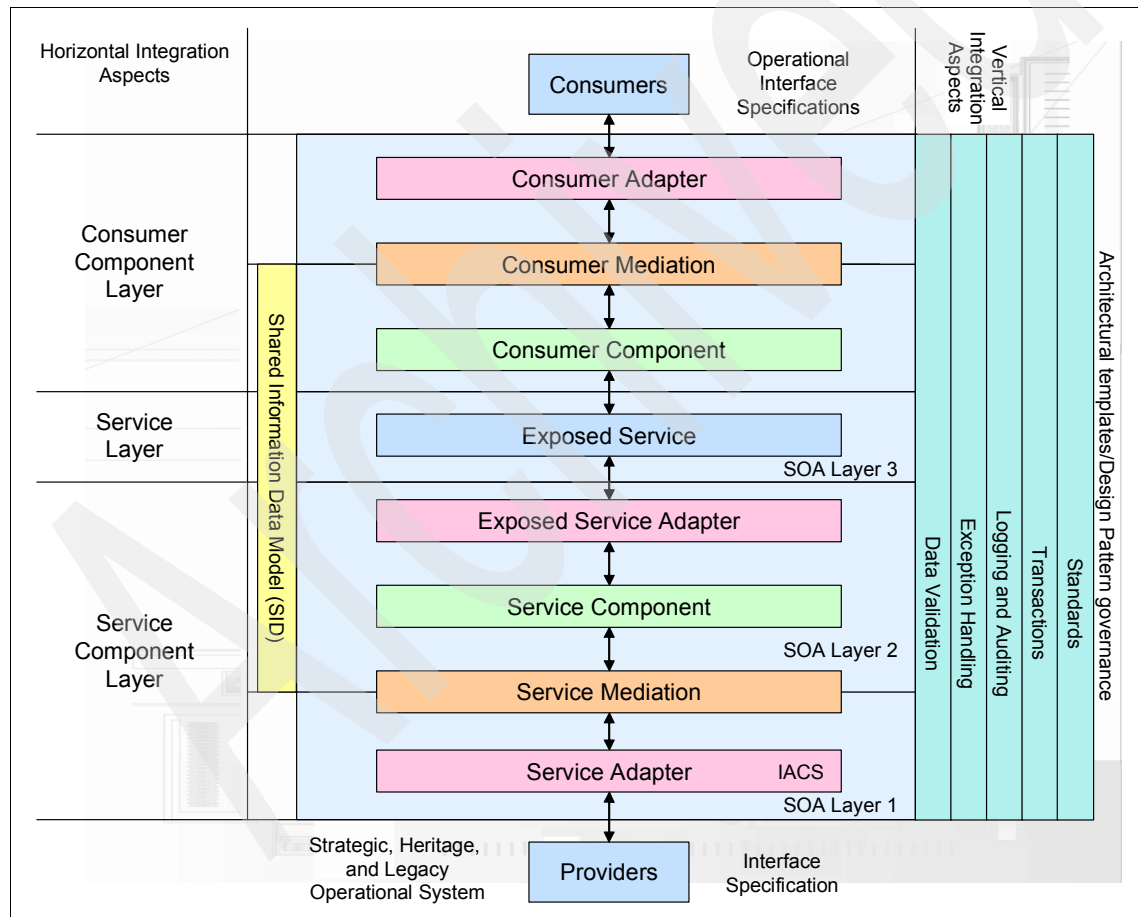 Horizontal Integration
Aspects
Consumers
Operational
Interface
Specifications
Vertical
Integration
Aspects
Consumer
Component
Layer
Consumer Adapter
Consumer Mediation
Consumer Component
Service
Layer
Exposed Service
SOA Layer 3
Service
Component
Layer
Exposed Service Adapter
Service Component
SOA Layer 2
Service Mediation
Service Adapter
IACS
SOA Layer 1
Shared Information Data Model (SID)
Data Validation
Exception Handling
Logging and Auditing
Transactions
Standards
Architectural templates/Design Pattern governance
Strategic, Heritage,
and Legacy
Operational System
Providers
Interface
Specification